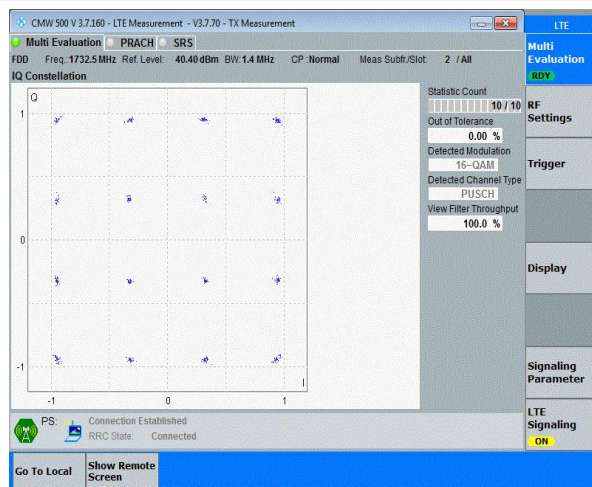 CMW 500 V 3.7.160 - LTE Measurement - V3.7.70 - TX Measurement
LTE
Multi Evaluation PRACH SRS
FDD Freq.: 1732.5 MHz Ref. Level: 40.40 dBm BW: 1.4 MHz CP :Normal Meas Subfr./Slot: 2 / All
IQ Constellation
Q
1
0
-1
-1 0 1
I
Statistic Count
10 / 10
Out of Tolerance
0.00 %
Detected Modulation
16-QAM
Detected Channel Type
PUSCH
View Filter Throughput
100.0 %
Multi
Evaluation
RDY
RF
Settings
Trigger
Display
Signaling
Parameter
LTE
Signaling
ON
PS: Connection Established
RRC State: Connected
Go To Local
Show Remote
Screen